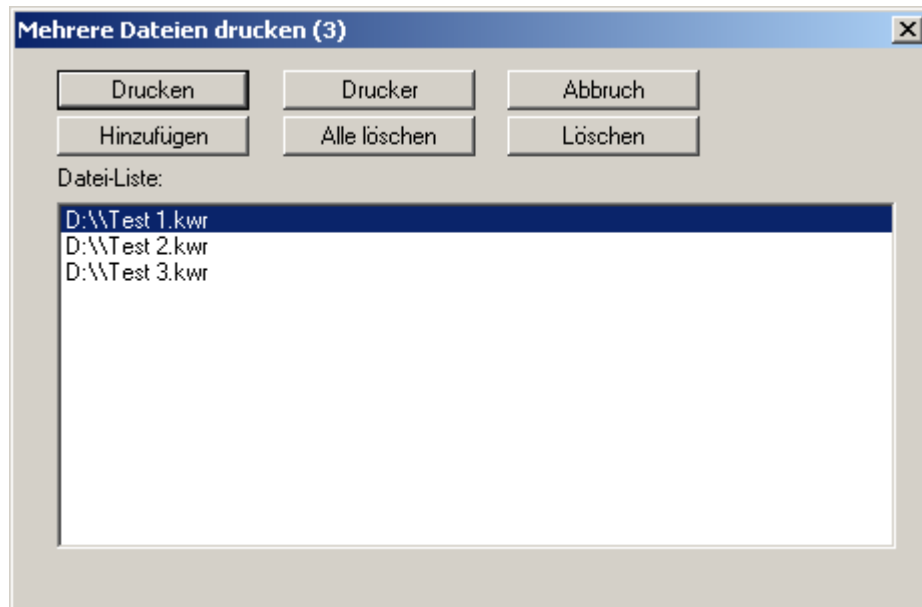 Mehrere Dateien drucken (3)
Drucken Drucker Abbruch
Hinzufügen Alle löschen Löschen
Datei-Liste:
D:\\Test 1.kwr
D:\\Test 2.kwr
D:\\Test 3.kwr